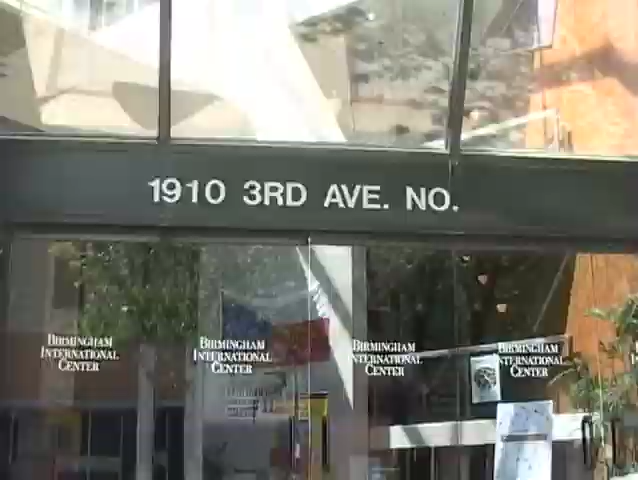 1910 3RD AVE. NO.
BIRMINGHAM
INTERNATIONAL
CENTER
BIRMINGHAM
INTERNATIONAL
CENTER
BIRMINGHAM
INTERNATIONAL
CENTER
BIRMINGHAM
INTERNATIONAL
CENTER